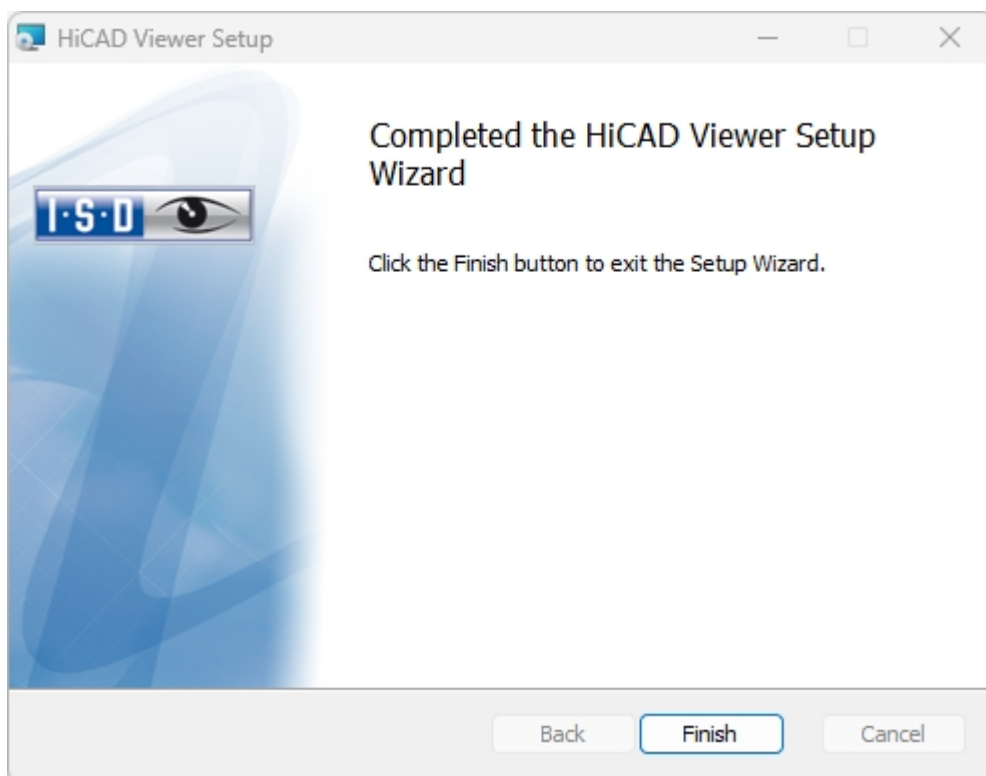 HiCAD Viewer Setup
Completed the HiCAD Viewer Setup
Wizard
I·S·D
Click the Finish button to exit the Setup Wizard.
Back Finish Cancel